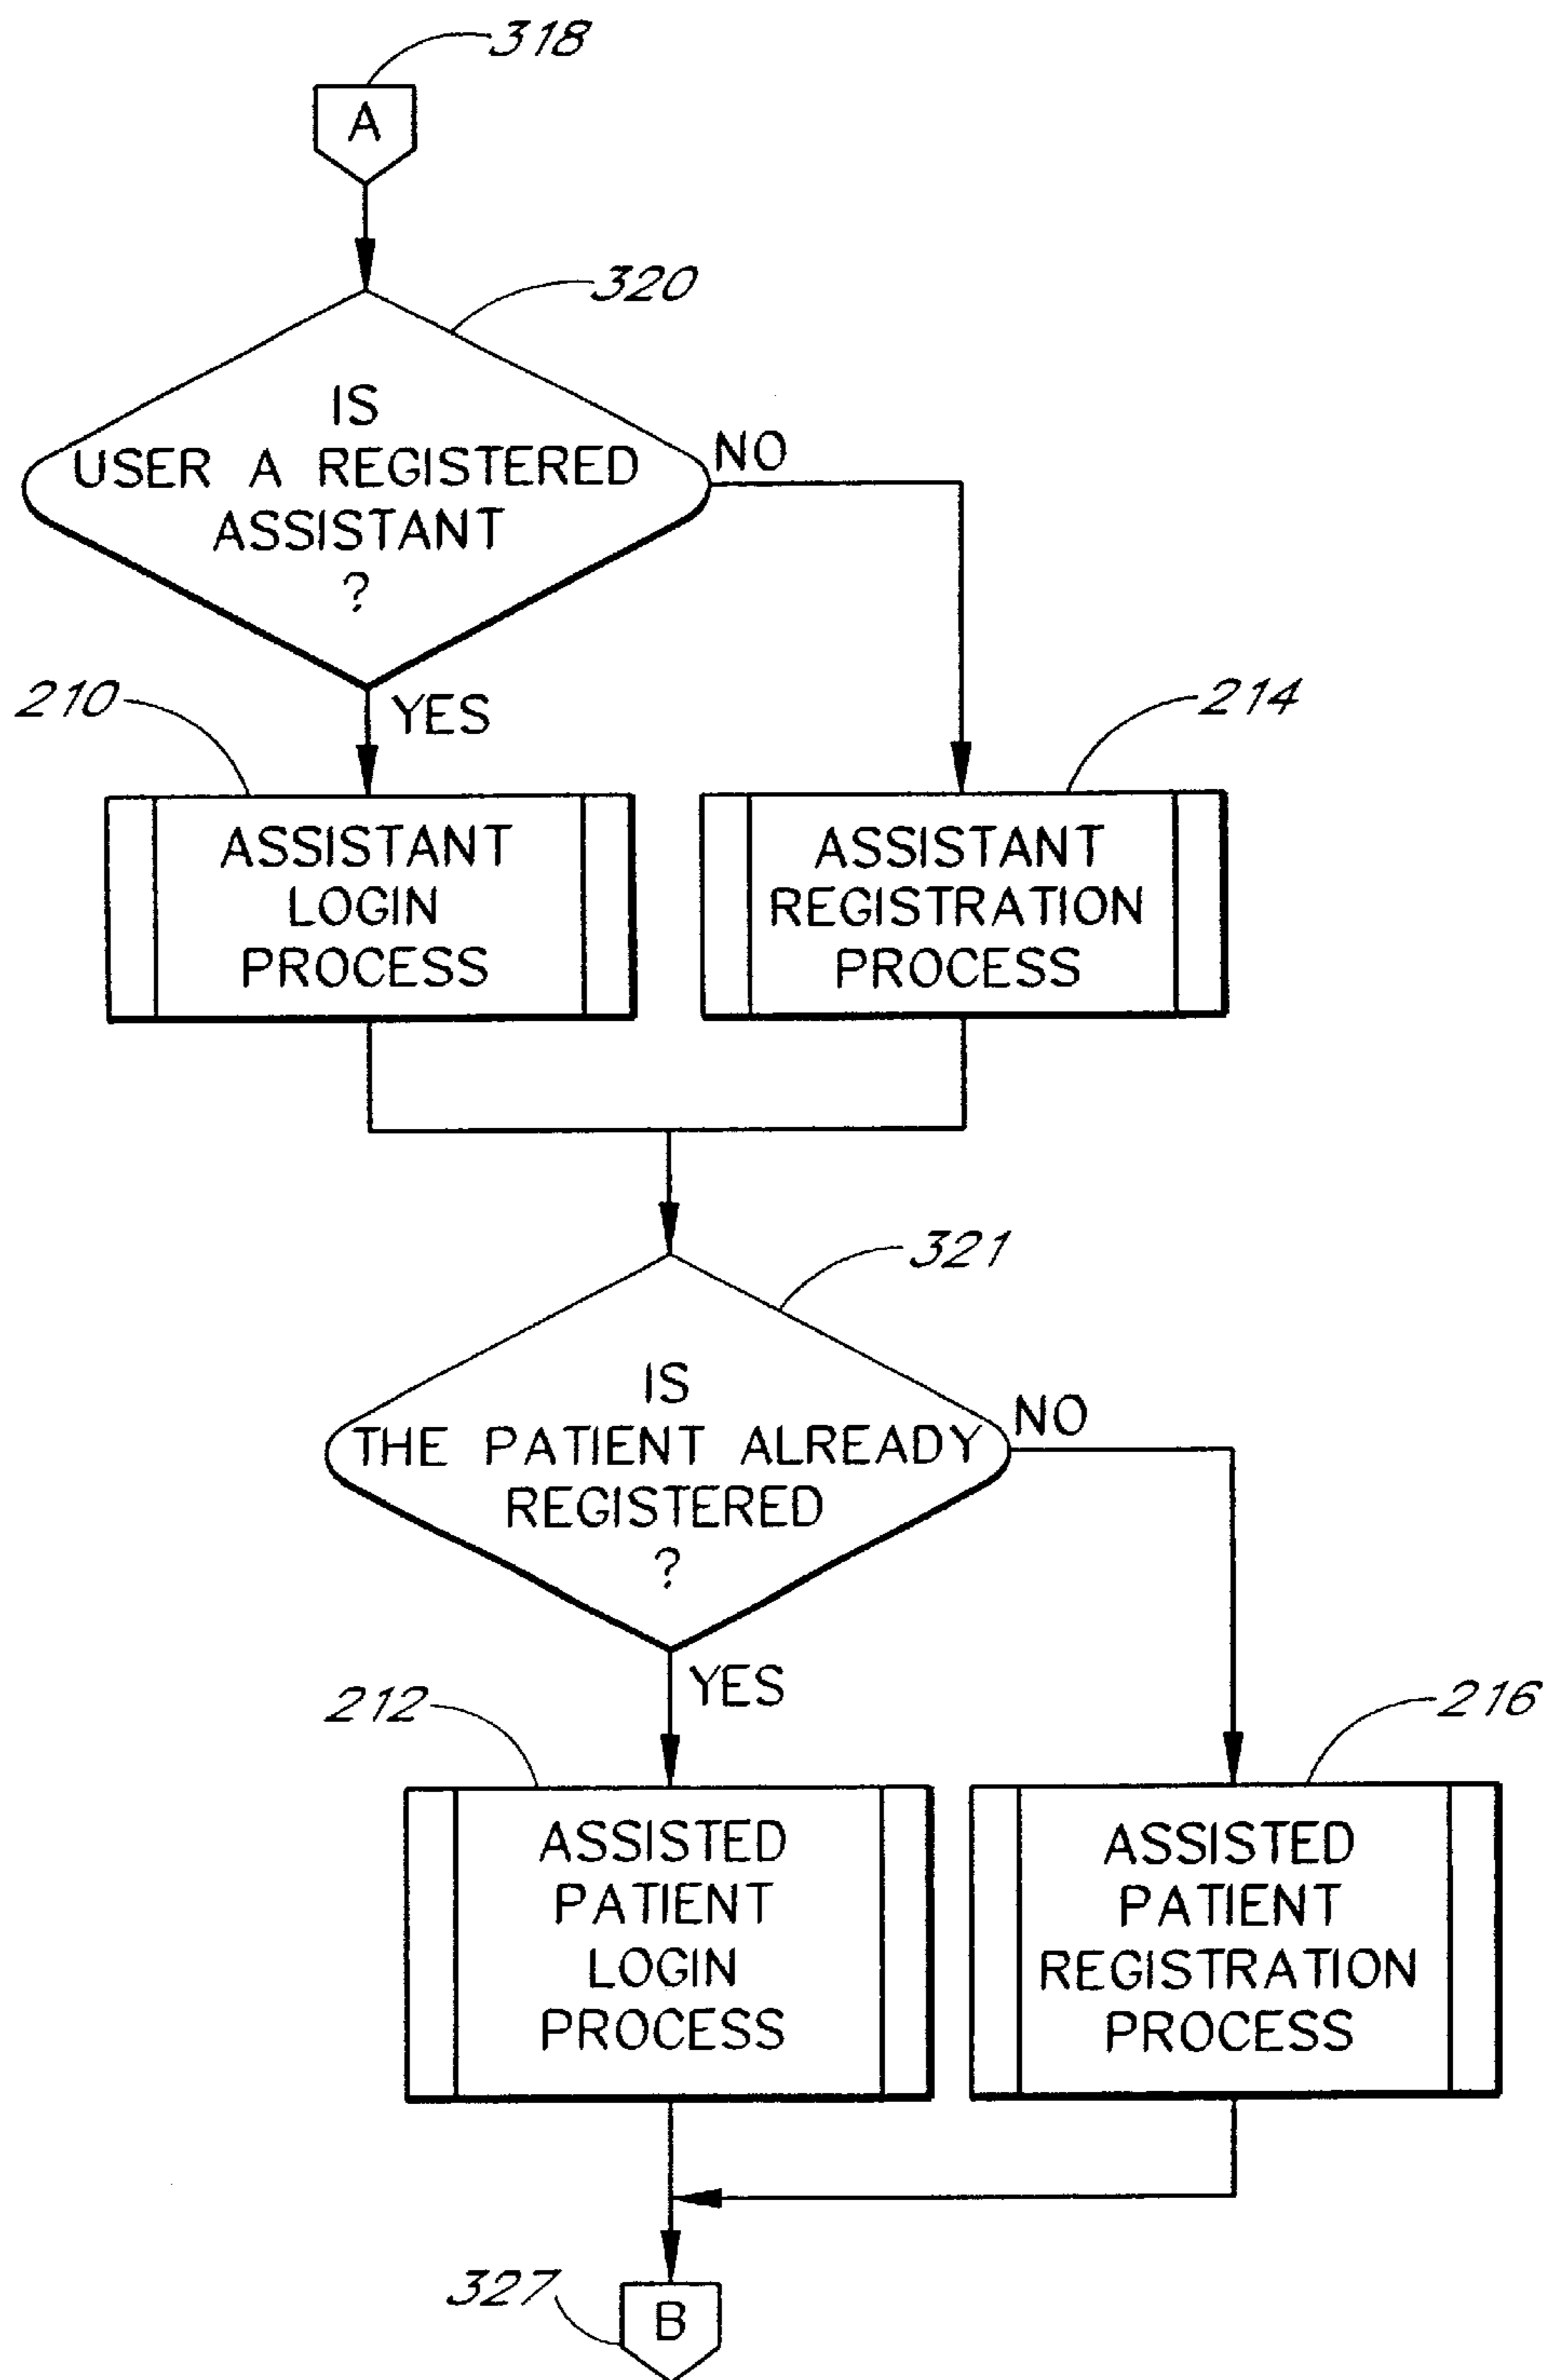 318
A
320
IS
USER A REGISTERED
ASSISTANT
?
NO
YES
210
214
ASSISTANT
LOGIN
PROCESS
ASSISTANT
REGISTRATION
PROCESS
321
IS
THE PATIENT ALREADY
REGISTERED
?
NO
YES
212
216
ASSISTED
PATIENT
LOGIN
PROCESS
ASSISTED
PATIENT
REGISTRATION
PROCESS
327
B